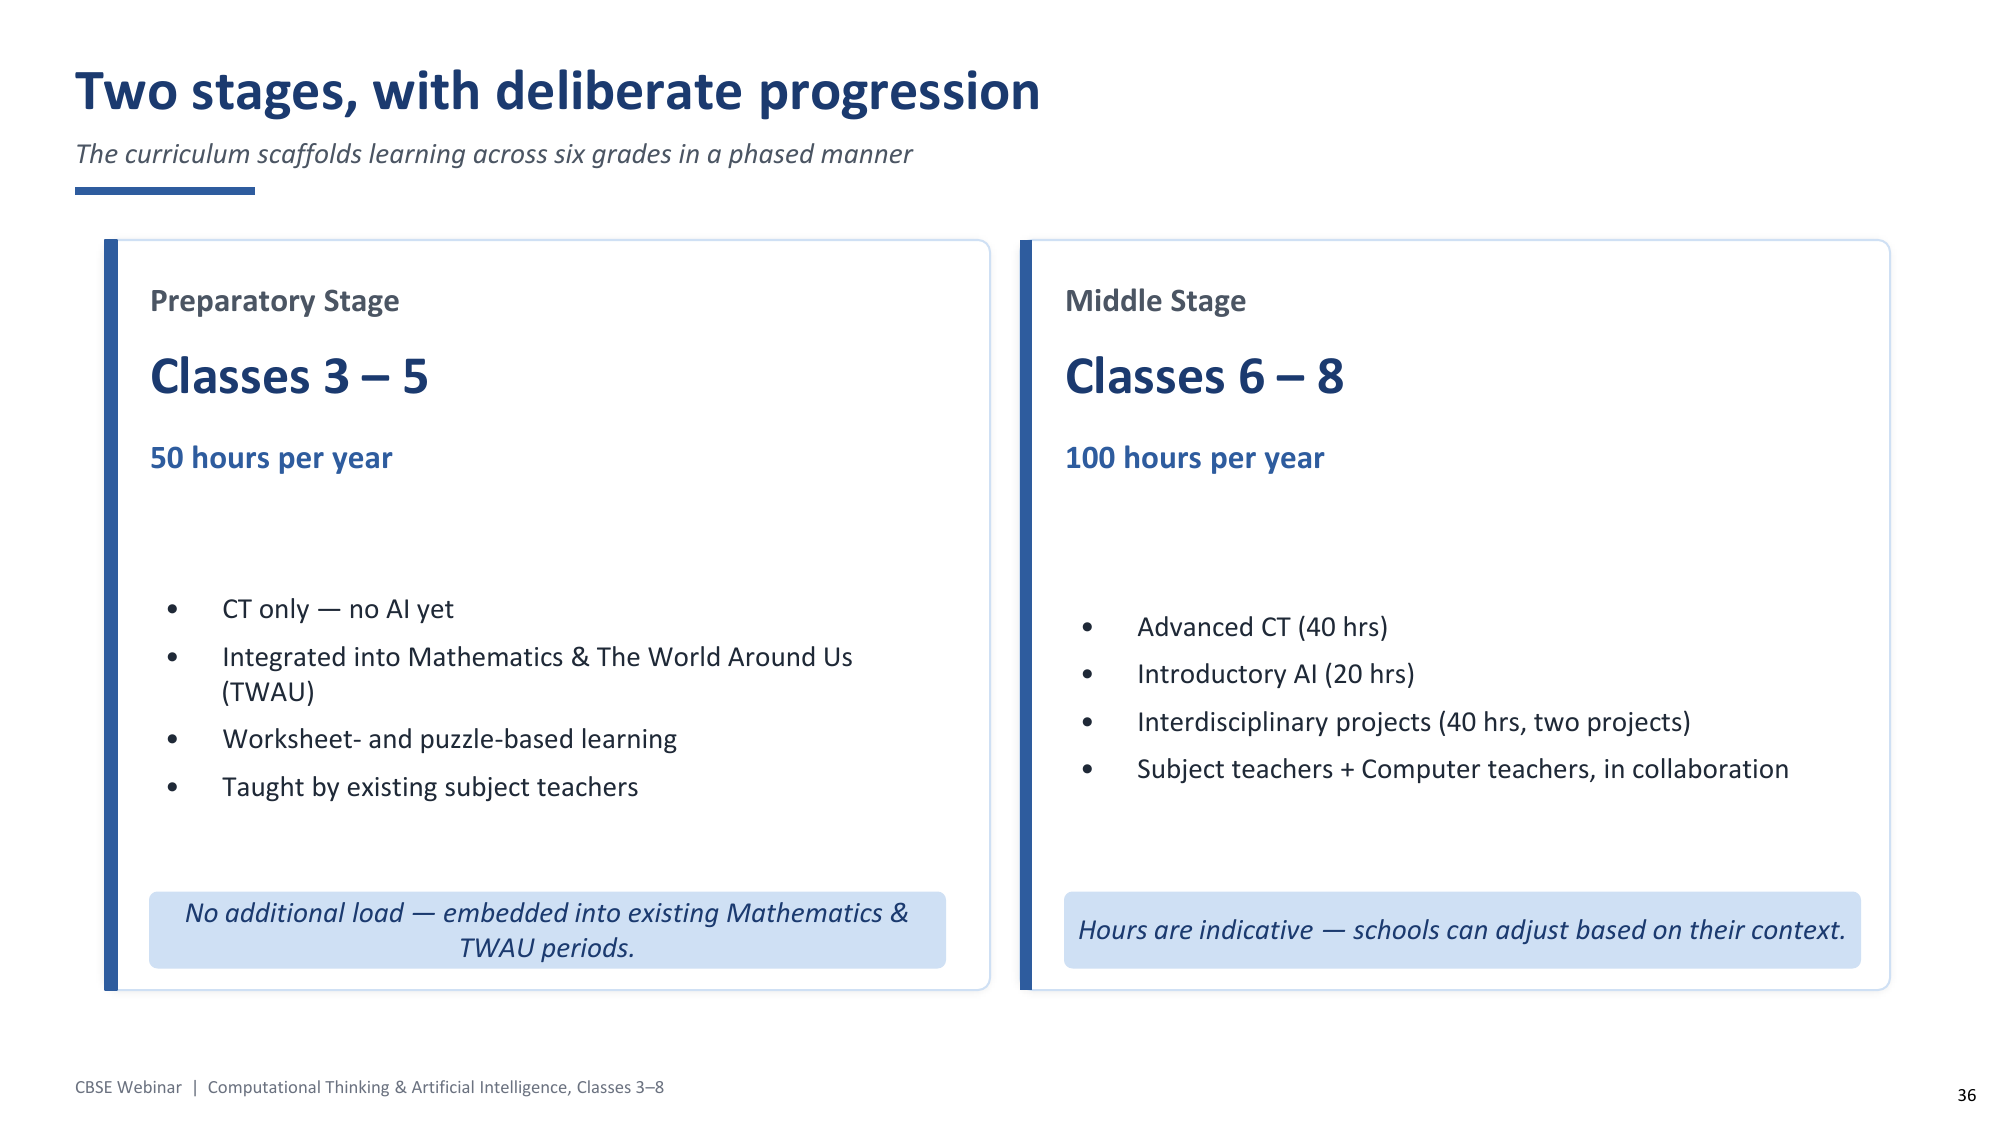 Two stages, with deliberate progression
The curriculum scaffolds learning across six grades in a phased manner
Preparatory Stage
Classes 3 – 5
50 hours per year
• CT only — no AI yet
• Integrated into Mathematics & The World Around Us
(TWAU)
• Worksheet- and puzzle-based learning
• Taught by existing subject teachers
No additional load — embedded into existing Mathematics &
TWAU periods.
Middle Stage
Classes 6 – 8
100 hours per year
• Advanced CT (40 hrs)
• Introductory AI (20 hrs)
• Interdisciplinary projects (40 hrs, two projects)
• Subject teachers + Computer teachers, in collaboration
Hours are indicative — schools can adjust based on their context.
CBSE Webinar | Computational Thinking & Artificial Intelligence, Classes 3–8
36